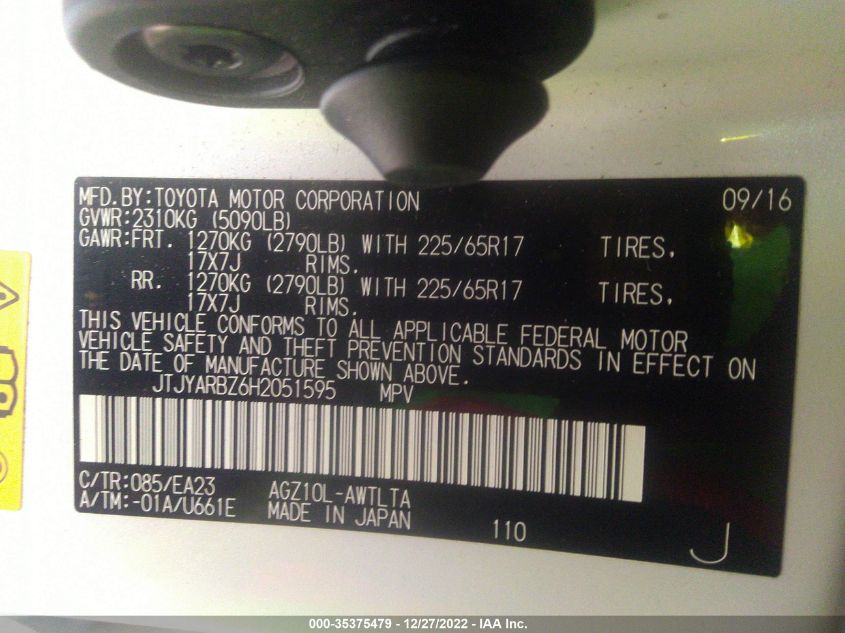 MFD.BY:TOYOTA MOTOR CORPORATION 09/16
GVWR:2310KG (5090LB)
GAWR:FRT. 1270KG (2790LB) WITH 225/65R17 TIRES,
17X7J RIMS.
RR. 1270KG (2790LB) WITH 225/65R17 TIRES,
17X7J RIMS.
THIS VEHICLE CONFORMS TO ALL APPLICABLE FEDERAL MOTOR
VEHICLE SAFETY AND THEFT PREVENTION STANDARDS IN EFFECT ON
THE DATE OF MANUFACTURE SHOWN ABOVE.
JTJYARBZ6H2051595 MPV
C/TR:085/EA23 AGZ10L-AWTLTA
A/TM:-01A/U661E MADE IN JAPAN 110 J
000-35375479 - 12/27/2022 - IAA Inc.